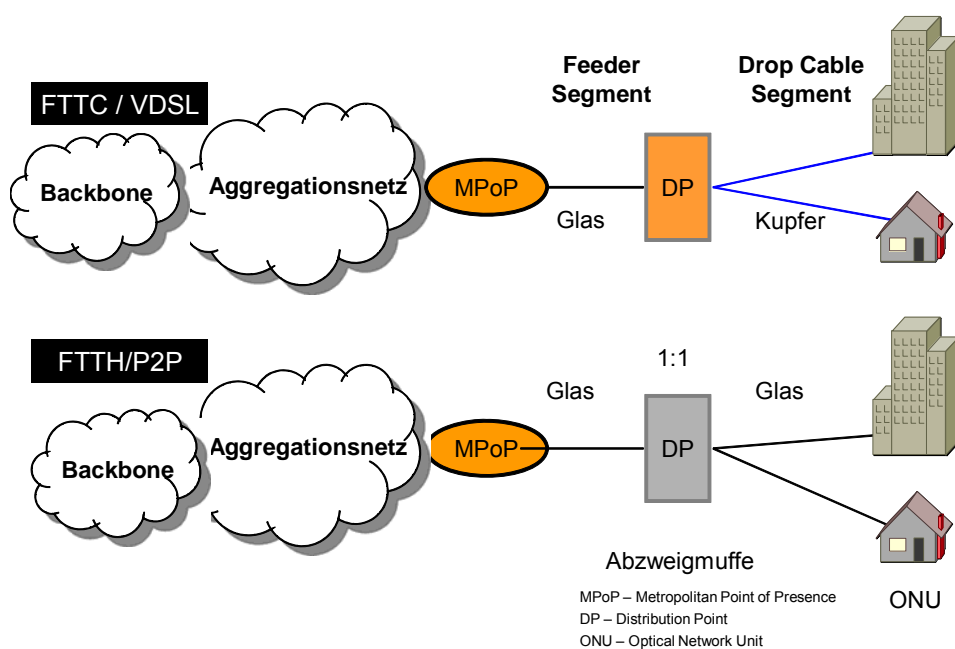 FTTC / VDSL
Feeder
Segment
Drop Cable
Segment
Backbone
Aggregationsnetz
MPoP
DP
Glas
Kupfer
FTTH/P2P
1:1
Glas
Glas
Backbone
Aggregationsnetz
MPoP
DP
Abzweigmuffe
MPoP – Metropolitan Point of Presence
DP – Distribution Point
ONU – Optical Network Unit
ONU